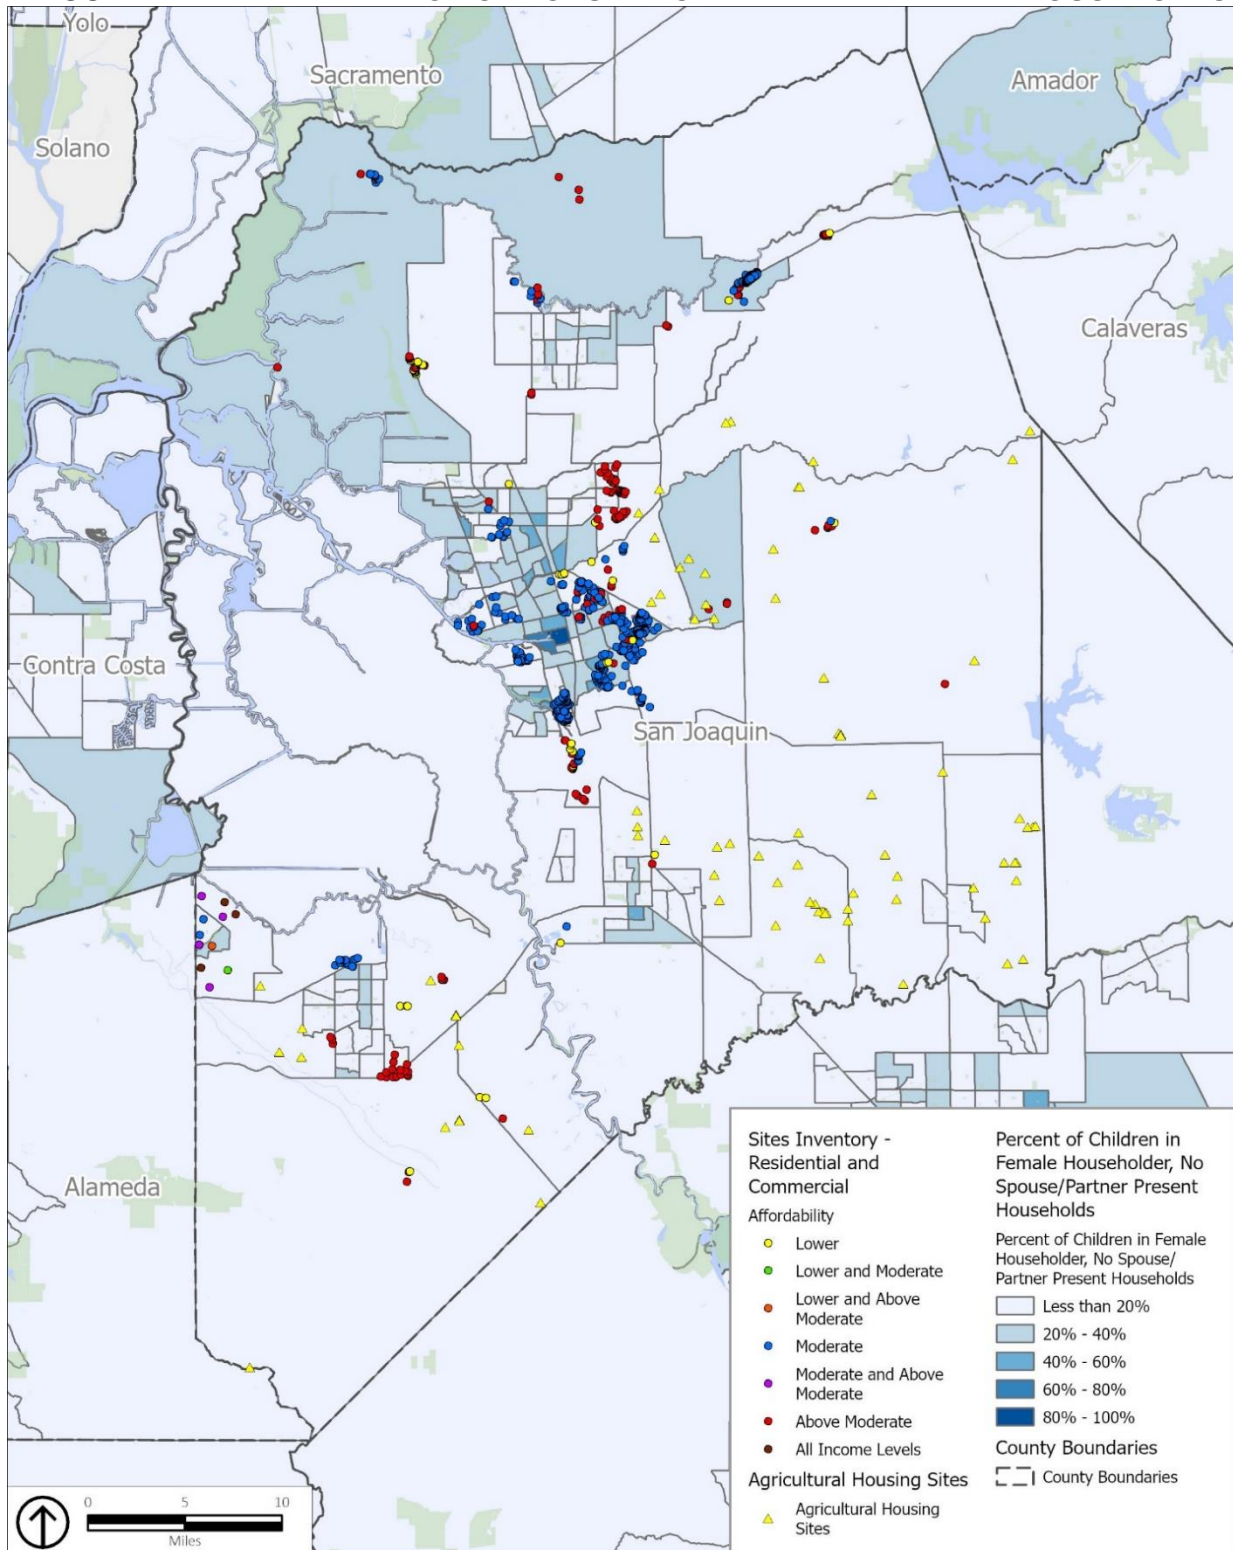 Yolo
Sacramento
Amador
Solano
Calaveras
Contra Costa
San Joaquin
Alameda
Sites Inventory -
Residential and
Commercial
Affordability
Lower
Lower and Moderate
Lower and Above
Moderate
Moderate
Moderate and Above
Moderate
Above Moderate
All Income Levels
Agricultural Housing Sites
Agricultural Housing
Sites
Percent of Children in
Female Householder, No
Spouse/Partner Present
Households
Percent of Children in Female
Householder, No Spouse/
Partner Present Households
Less than 20%
20% - 40%
40% - 60%
60% - 80%
80% - 100%
County Boundaries
County Boundaries
0 5 10
Miles